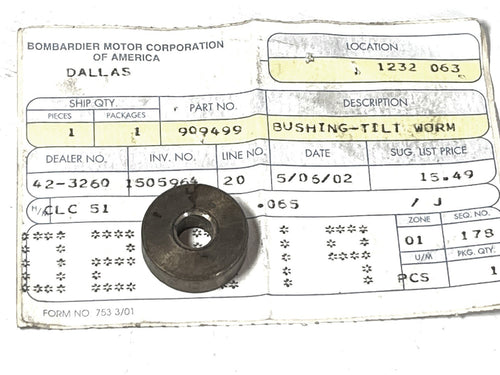 BOMBARDIER MOTOR CORPORATION
OF AMERICA
LOCATION
DALLAS
1232 063
SHIP QTY.
PIECES PACKAGES PART NO. DESCRIPTION
1 1 909499 BUSHING-TILT WORM
DEALER NO. INV. NO. LINE NO. DATE SUG. LIST PRICE
42-3260 1505964 20 5/06/02 15.49
H/M CLC 51 .065 / J
ZONE SEQ. NO.
01 178
U/M PKG. QTY.
PCS 1
FORM NO. 753 3/01